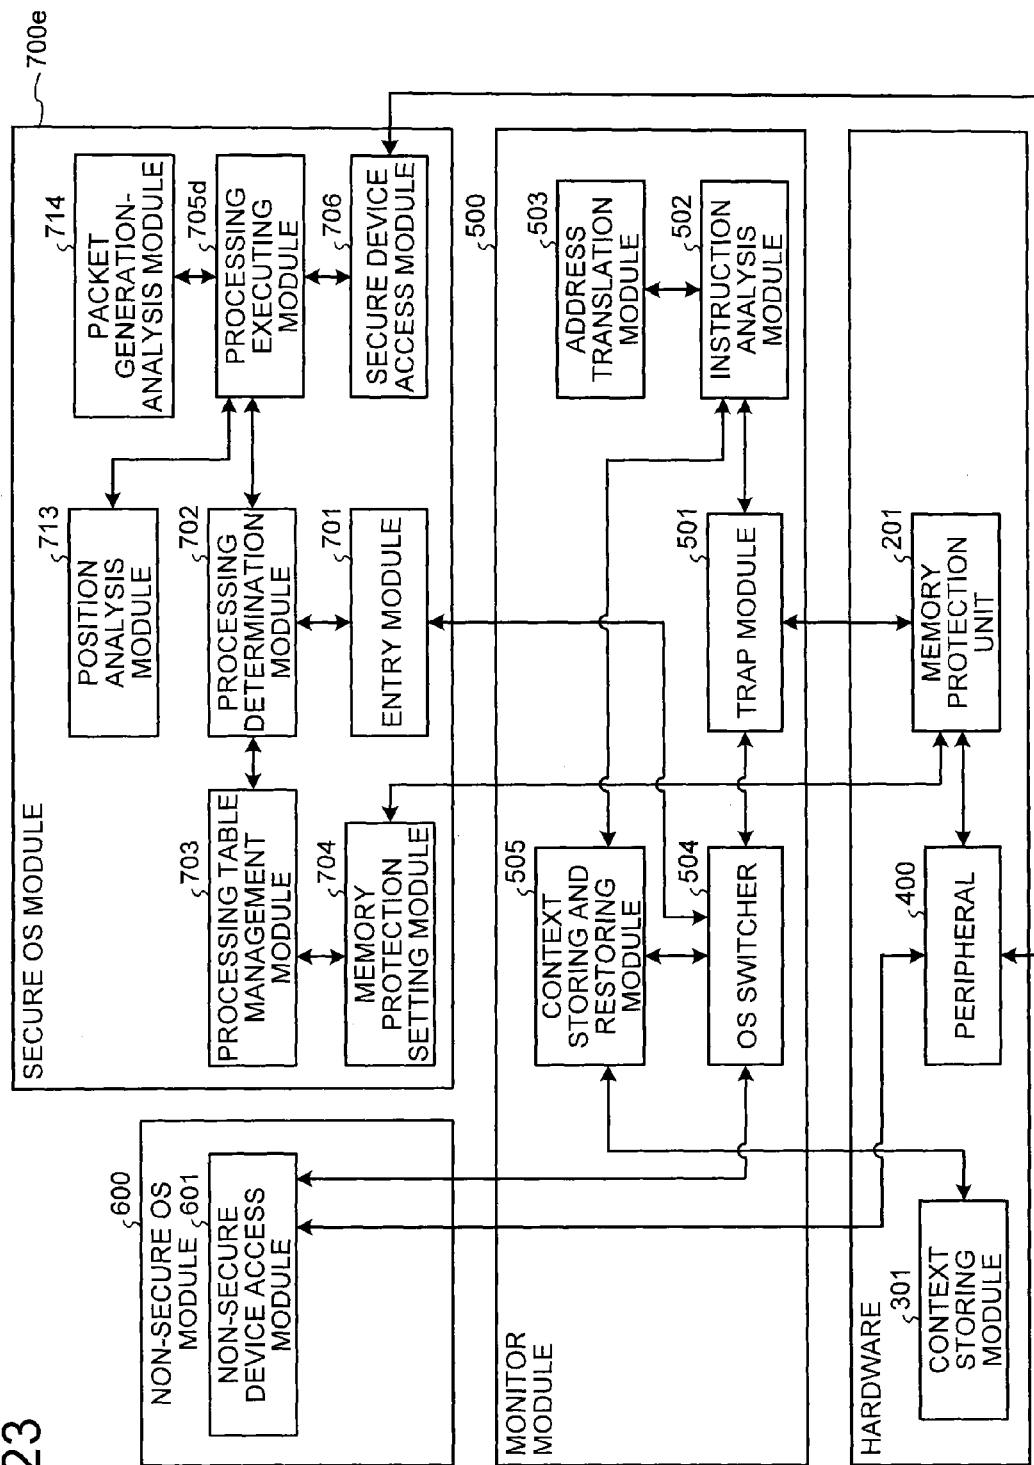 23
700e
SECURE OS MODULE
703
PROCESSING TABLE
MANAGEMENT
MODULE
704
MEMORY
PROTECTION
SETTING MODULE
713
POSITION
ANALYSIS
MODULE
702
PROCESSING
DETERMINATION
MODULE
701
ENTRY MODULE
714
PACKET
GENERATION-
ANALYSIS MODULE
705d
PROCESSING
EXECUTING
MODULE
706
SECURE DEVICE
ACCESS MODULE
600
NON-SECURE OS
MODULE
601
NON-SECURE
DEVICE ACCESS
MODULE
500
MONITOR
MODULE
505
CONTEXT
STORING AND
RESTORING
MODULE
504
OS SWITCHER
501
TRAP MODULE
503
ADDRESS
TRANSLATION
MODULE
502
INSTRUCTION
ANALYSIS
MODULE
HARDWARE
301
CONTEXT
STORING
MODULE
400
PERIPHERAL
201
MEMORY
PROTECTION
UNIT